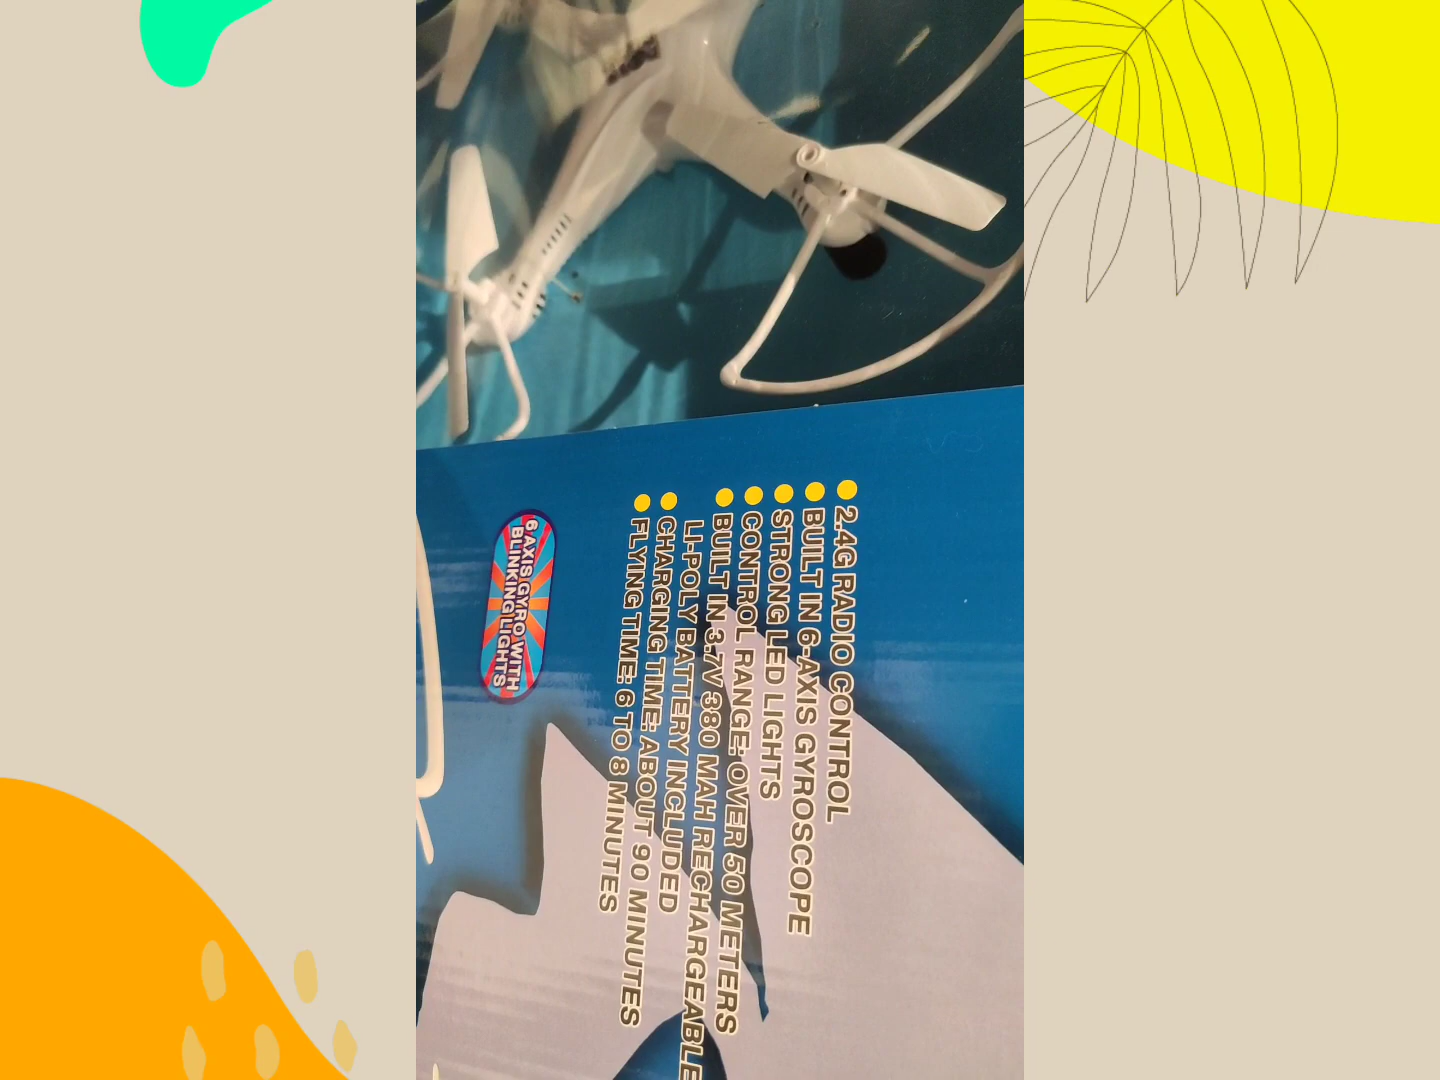 2.4G RADIO CONTROL
BUILT IN 6-AXIS GYROSCOPE
STRONG LED LIGHTS
CONTROL RANGE: OVER 50 METERS
BUILT IN 3.7V 380 MAH RECHARGEABLE
LI-POLY BATTERY INCLUDED
CHARGING TIME: ABOUT 90 MINUTES
FLYING TIME: 6 TO 8 MINUTES
6-AXIS GYRO WITH
BLINKING LIGHTS